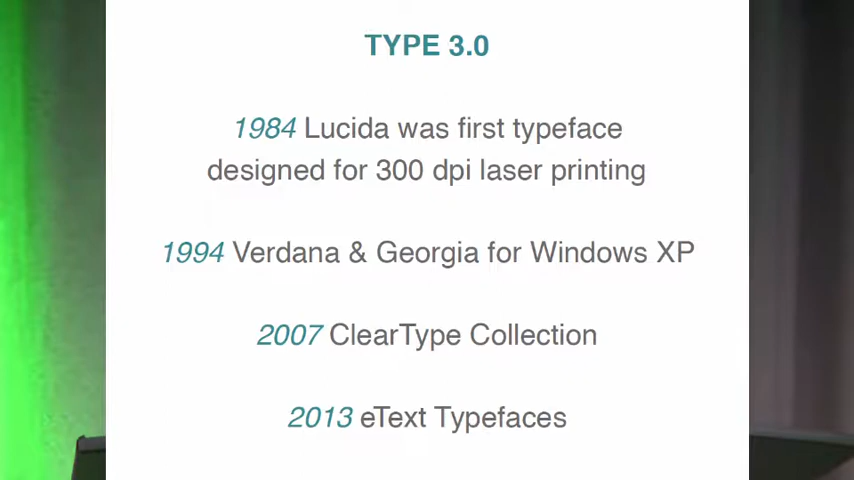 TYPE 3.0
1984 Lucida was first typeface
designed for 300 dpi laser printing
1994 Verdana & Georgia for Windows XP
2007 ClearType Collection
2013 eText Typefaces